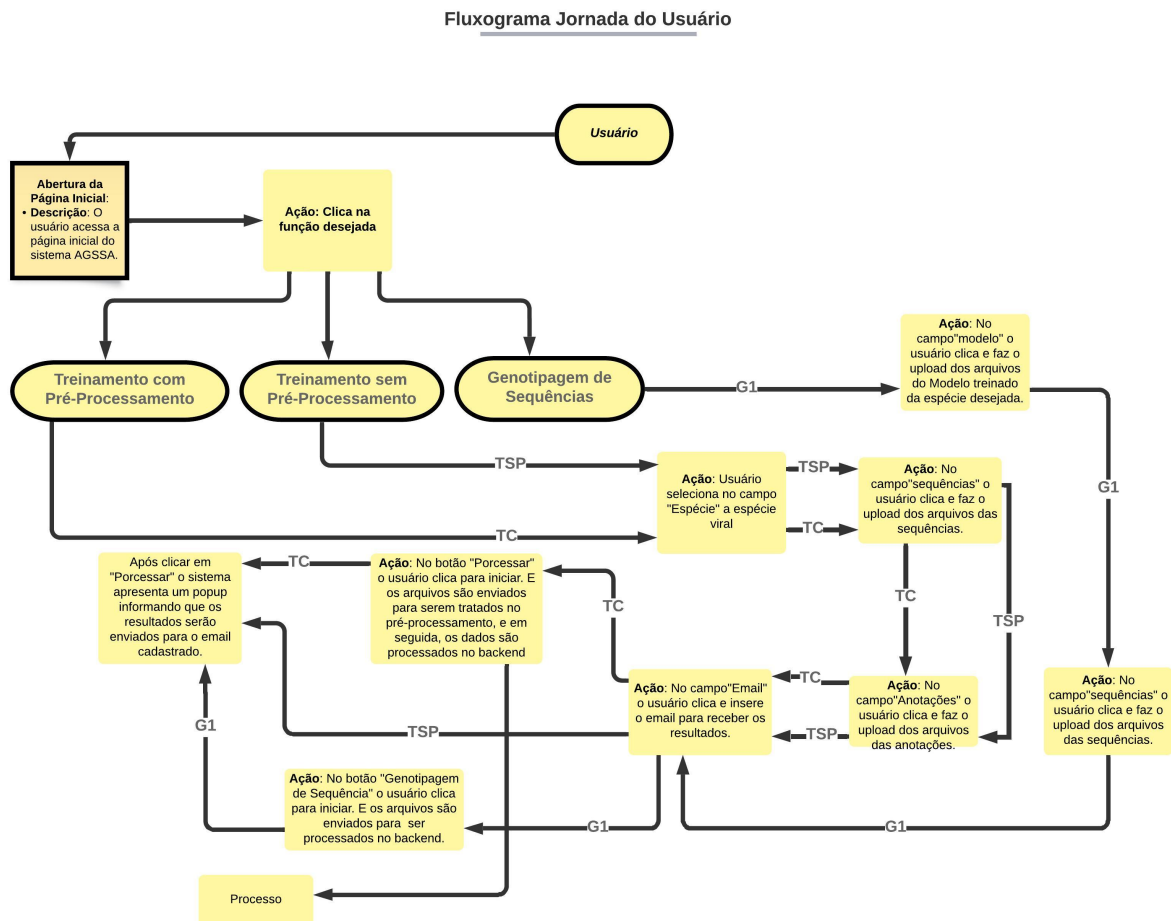 Fluxograma Jornada do Usuário
Usuário
Abertura da
Página Inicial:
• Descrição: O
usuário acessa a
página inicial do
sistema AGSSA.
Ação: Clica na
função desejada
Treinamento com
Pré-Processamento
Treinamento sem
Pré-Processamento
Genotipagem de
Sequências
G1
Ação: No
campo"modelo" o
usuário clica e faz o
upload dos arquivos
do Modelo treinado
da espécie desejada.
TSP
Ação: Usuário
seleciona no campo
"Espécie" a espécie
viral
TSP
TC
Ação: No
campo"sequências" o
usuário clica e faz o
upload dos arquivos das
sequências.
G1
TC
Após clicar em
"Porcessar" o sistema
apresenta um popup
informando que os
resultados serão
enviados para o email
cadastrado.
TC
Ação: No botão "Porcessar"
o usuário clica para iniciar. E
os arquivos são enviados
para serem tratados no
pré-processamento, e em
seguida, os dados são
processados no backend
TC
TC
TSP
Ação: No campo"Email"
o usuário clica e insere
o email para receber os
resultados.
TC
TSP
Ação: No
campo"Anotações" o
usuário clica e faz o
upload dos arquivos
das anotações.
Ação: No
campo"sequências" o
usuário clica e faz o
upload dos arquivos
das sequências.
G1
TSP
Ação: No botão "Genotipagem
de Sequência" o usuário clica
para iniciar. E os arquivos são
enviados para ser
processados no backend.
G1
G1
Processo